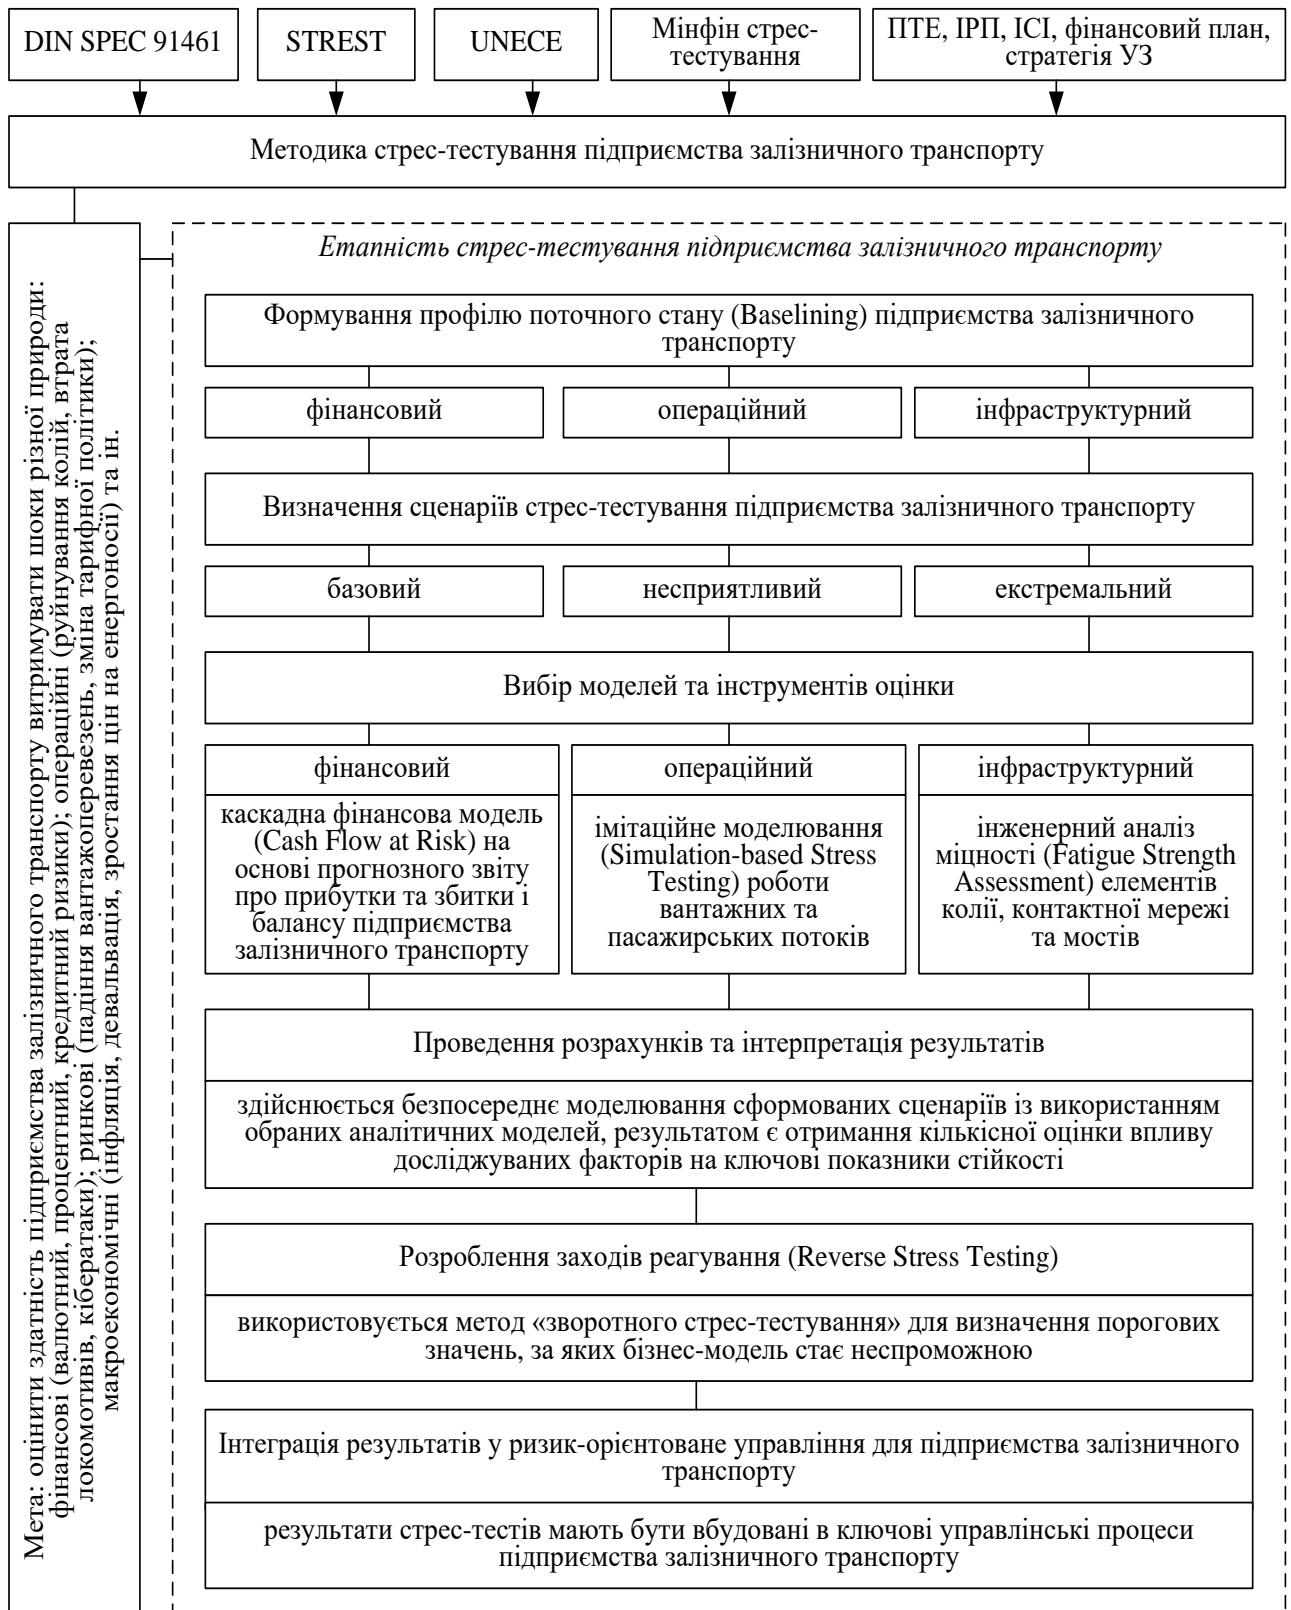 DIN SPEC 91461
STREST
UNECE
Мінфін стрес-
тестування
ПТЕ, ІРП, ІСІ, фінансовий план,
стратегія УЗ
Методика стрес-тестування підприємства залізничного транспорту
Мета: оцінити здатність підприємства залізничного транспорту витримувати шоки різної природи:
фінансові (валютний, процентний, кредитний ризики); операційні (руйнування колій, втрата
локомотивів, кібератаки); ринкові (падіння вантажоперевезень, зміна тарифної політики);
макроекономічні (інфляція, девальвація, зростання цін на енергоносії) та ін.
Етапність стрес-тестування підприємства залізничного транспорту
Формування профілю поточного стану (Baselining) підприємства залізничного
транспорту
фінансовий
операційний
інфраструктурний
Визначення сценаріїв стрес-тестування підприємства залізничного транспорту
базовий
несприятливий
екстремальний
Вибір моделей та інструментів оцінки
фінансовий
каскадна фінансова модель
(Cash Flow at Risk) на
основі прогнозного звіту
про прибутки та збитки і
балансу підприємства
залізничного транспорту
операційний
імітаційне моделювання
(Simulation-based Stress
Testing) роботи
вантажних та
пасажирських потоків
інфраструктурний
інженерний аналіз
міцності (Fatigue Strength
Assessment) елементів
колії, контактної мережі
та мостів
Проведення розрахунків та інтерпретація результатів
здійснюється безпосереднє моделювання сформованих сценаріїв із використанням
обраних аналітичних моделей, результатом є отримання кількісної оцінки впливу
досліджуваних факторів на ключові показники стійкості
Розроблення заходів реагування (Reverse Stress Testing)
використовується метод «зворотного стрес-тестування» для визначення порогових
значень, за яких бізнес-модель стає неспроможною
Інтеграція результатів у ризик-орієнтоване управління для підприємства залізничного
транспорту
результати стрес-тестів мають бути вбудовані в ключові управлінські процеси
підприємства залізничного транспорту